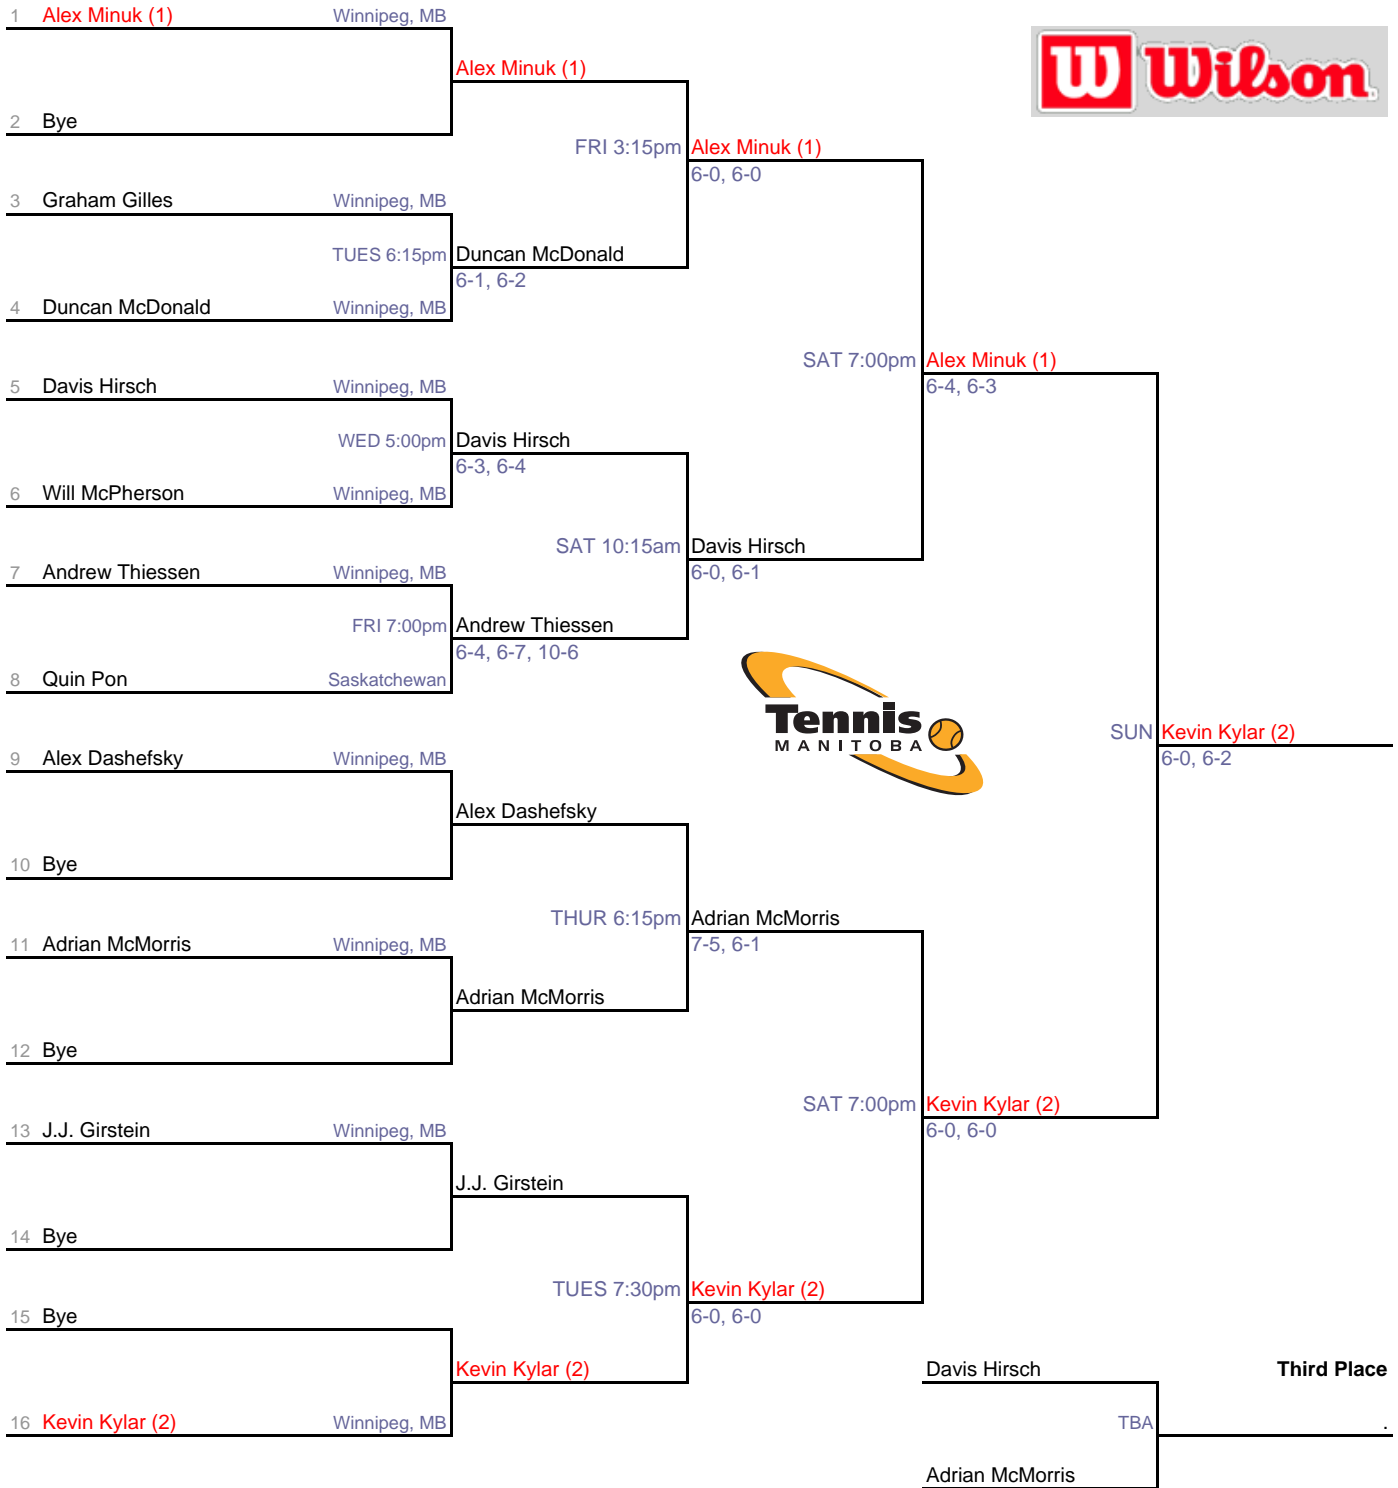 1 Alex Minuk (1) Winnipeg, MB
W Wilson.
Alex Minuk (1)
2 Bye
FRI 3:15pm Alex Minuk (1)
6-0, 6-0
3 Graham Gilles Winnipeg, MB
TUES 6:15pm Duncan McDonald
6-1, 6-2
4 Duncan McDonald Winnipeg, MB
SAT 7:00pm Alex Minuk (1)
6-4, 6-3
5 Davis Hirsch Winnipeg, MB
WED 5:00pm Davis Hirsch
6-3, 6-4
6 Will McPherson Winnipeg, MB
SAT 10:15am Davis Hirsch
6-0, 6-1
7 Andrew Thiessen Winnipeg, MB
FRI 7:00pm Andrew Thiessen
6-4, 6-7, 10-6
8 Quin Pon Saskatchewan
Tennis
MANITOBA
SUN Kevin Kylar (2)
6-0, 6-2
9 Alex Dashefsky Winnipeg, MB
Alex Dashefsky
10 Bye
THUR 6:15pm Adrian McMorris
7-5, 6-1
11 Adrian McMorris Winnipeg, MB
Adrian McMorris
12 Bye
SAT 7:00pm Kevin Kylar (2)
6-0, 6-0
13 J.J. Girstein Winnipeg, MB
J.J. Girstein
14 Bye
TUES 7:30pm Kevin Kylar (2)
6-0, 6-0
15 Bye
Kevin Kylar (2)
Davis Hirsch Third Place
16 Kevin Kylar (2) Winnipeg, MB
TBA .
Adrian McMorris